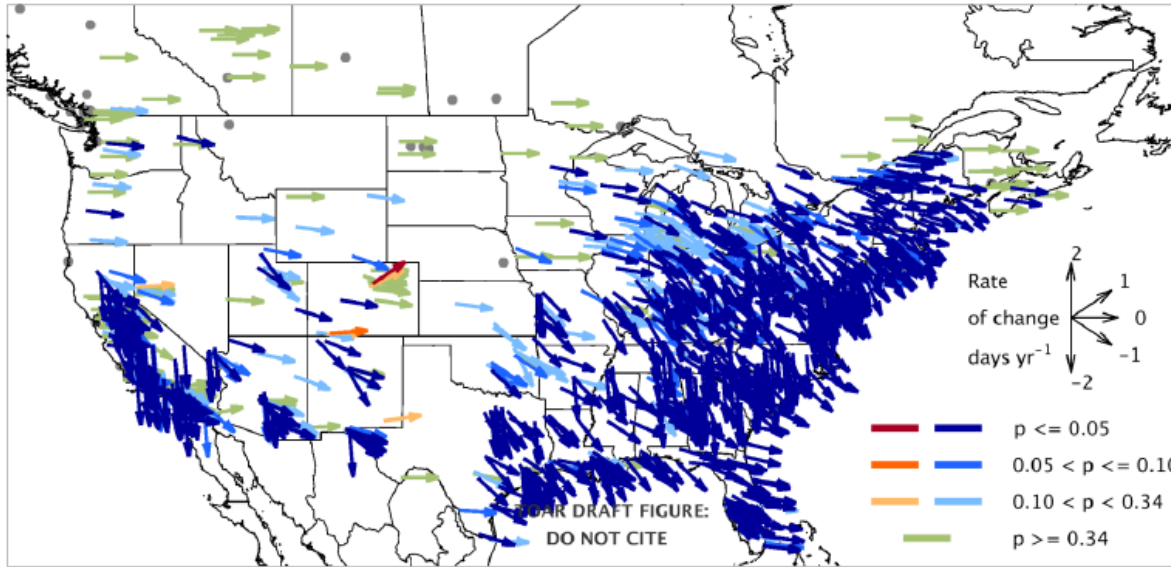 2
Rate 1
of change 0
days yr⁻¹ -1
-2
p <= 0.05
0.05 < p <= 0.10
0.10 < p < 0.34
p >= 0.34
DRAFT FIGURE:
DO NOT CITE